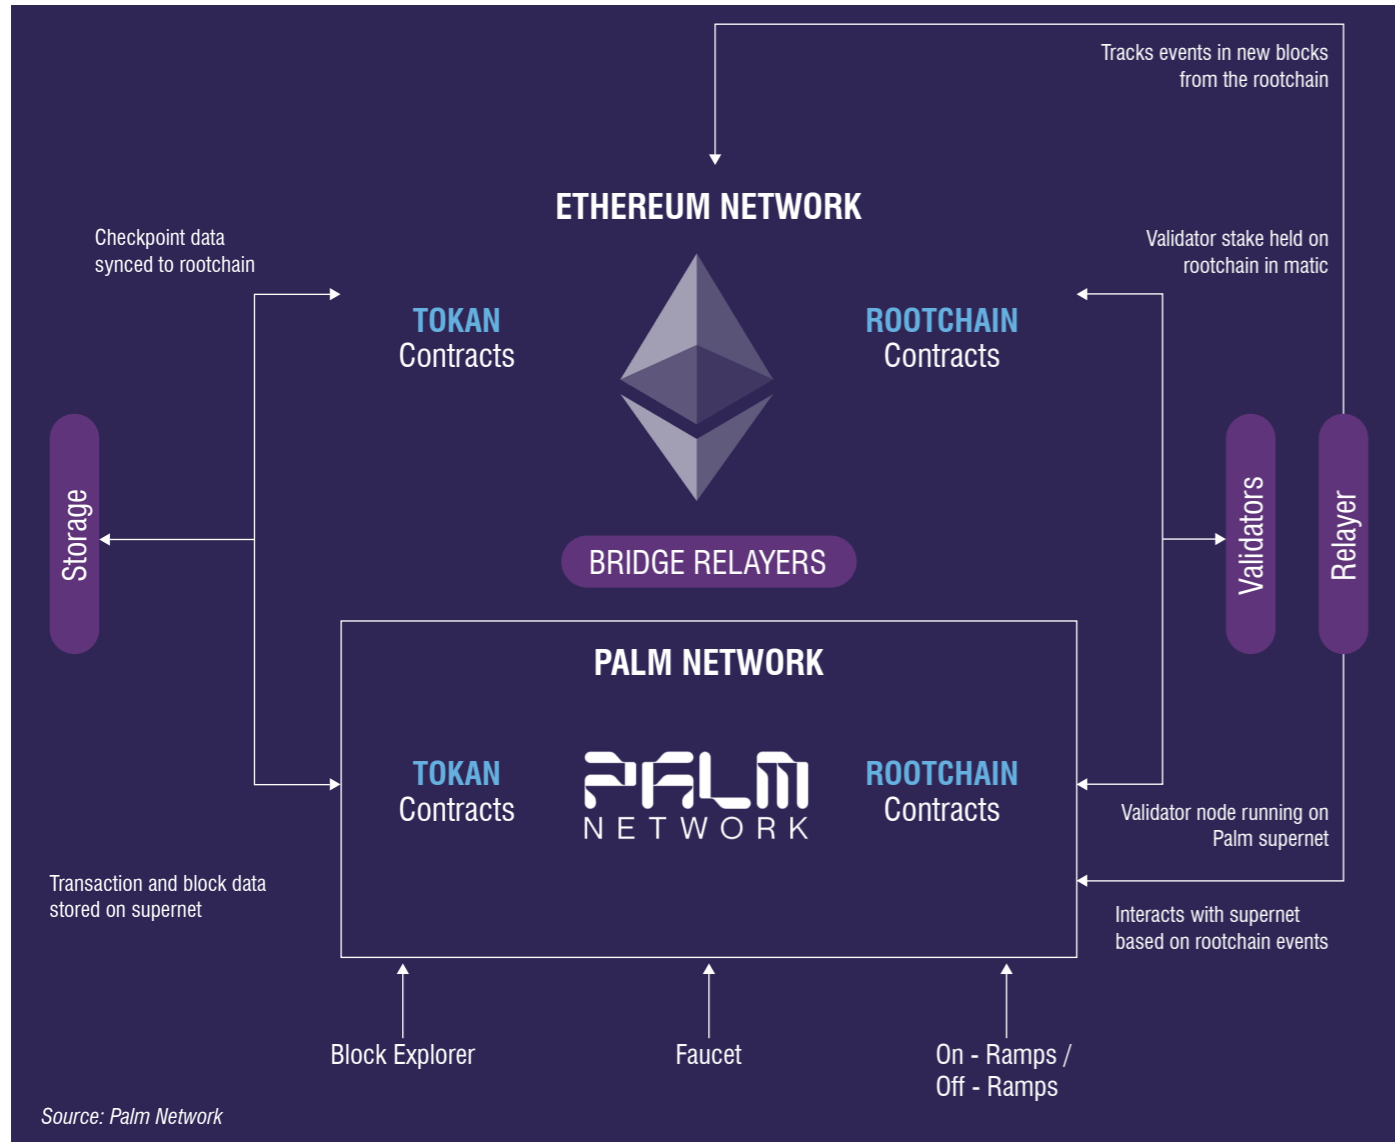 Tracks events in new blocks
from the rootchain
ETHEREUM NETWORK
Checkpoint data
synced to rootchain
Validator stake held on
rootchain in matic
TOKAN
Contracts
ROOTCHAIN
Contracts
Storage
BRIDGE RELAYERS
Validators
Relayer
PALM NETWORK
TOKAN
Contracts
PALM
NETWORK
ROOTCHAIN
Contracts
Validator node running on
Palm supernet
Transaction and block data
stored on supernet
Interacts with supernet
based on rootchain events
Block Explorer
Faucet
On - Ramps /
Off - Ramps
Source: Palm Network